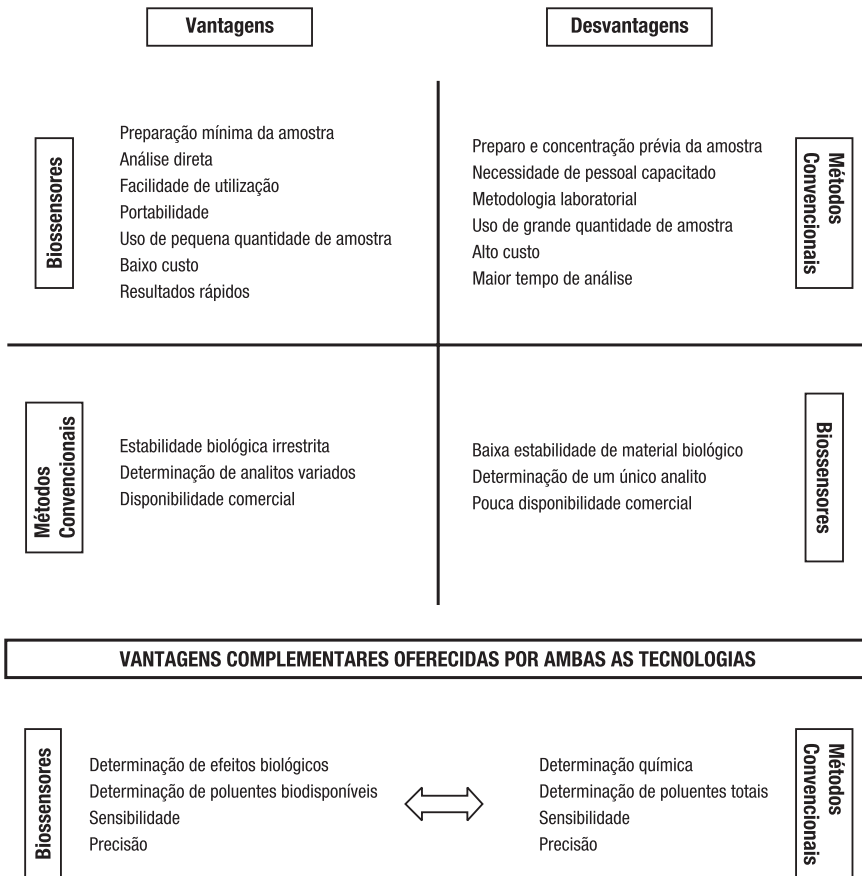 Vantagens
Desvantagens
Biossensores
Preparação mínima da amostra
Análise direta
Facilidade de utilização
Portabilidade
Uso de pequena quantidade de amostra
Baixo custo
Resultados rápidos
Preparo e concentração prévia da amostra
Necessidade de pessoal capacitado
Metodologia laboratorial
Uso de grande quantidade de amostra
Alto custo
Maior tempo de análise
Métodos
Convencionais
Métodos
Convencionais
Estabilidade biológica irrestrita
Determinação de analitos variados
Disponibilidade comercial
Baixa estabilidade de material biológico
Determinação de um único analito
Pouca disponibilidade comercial
Biossensores
VANTAGENS COMPLEMENTARES OFERECIDAS POR AMBAS AS TECNOLOGIAS
Biossensores
Determinação de efeitos biológicos
Determinação de poluentes biodisponíveis
Sensibilidade
Precisão
Determinação química
Determinação de poluentes totais
Sensibilidade
Precisão
Métodos
Convencionais